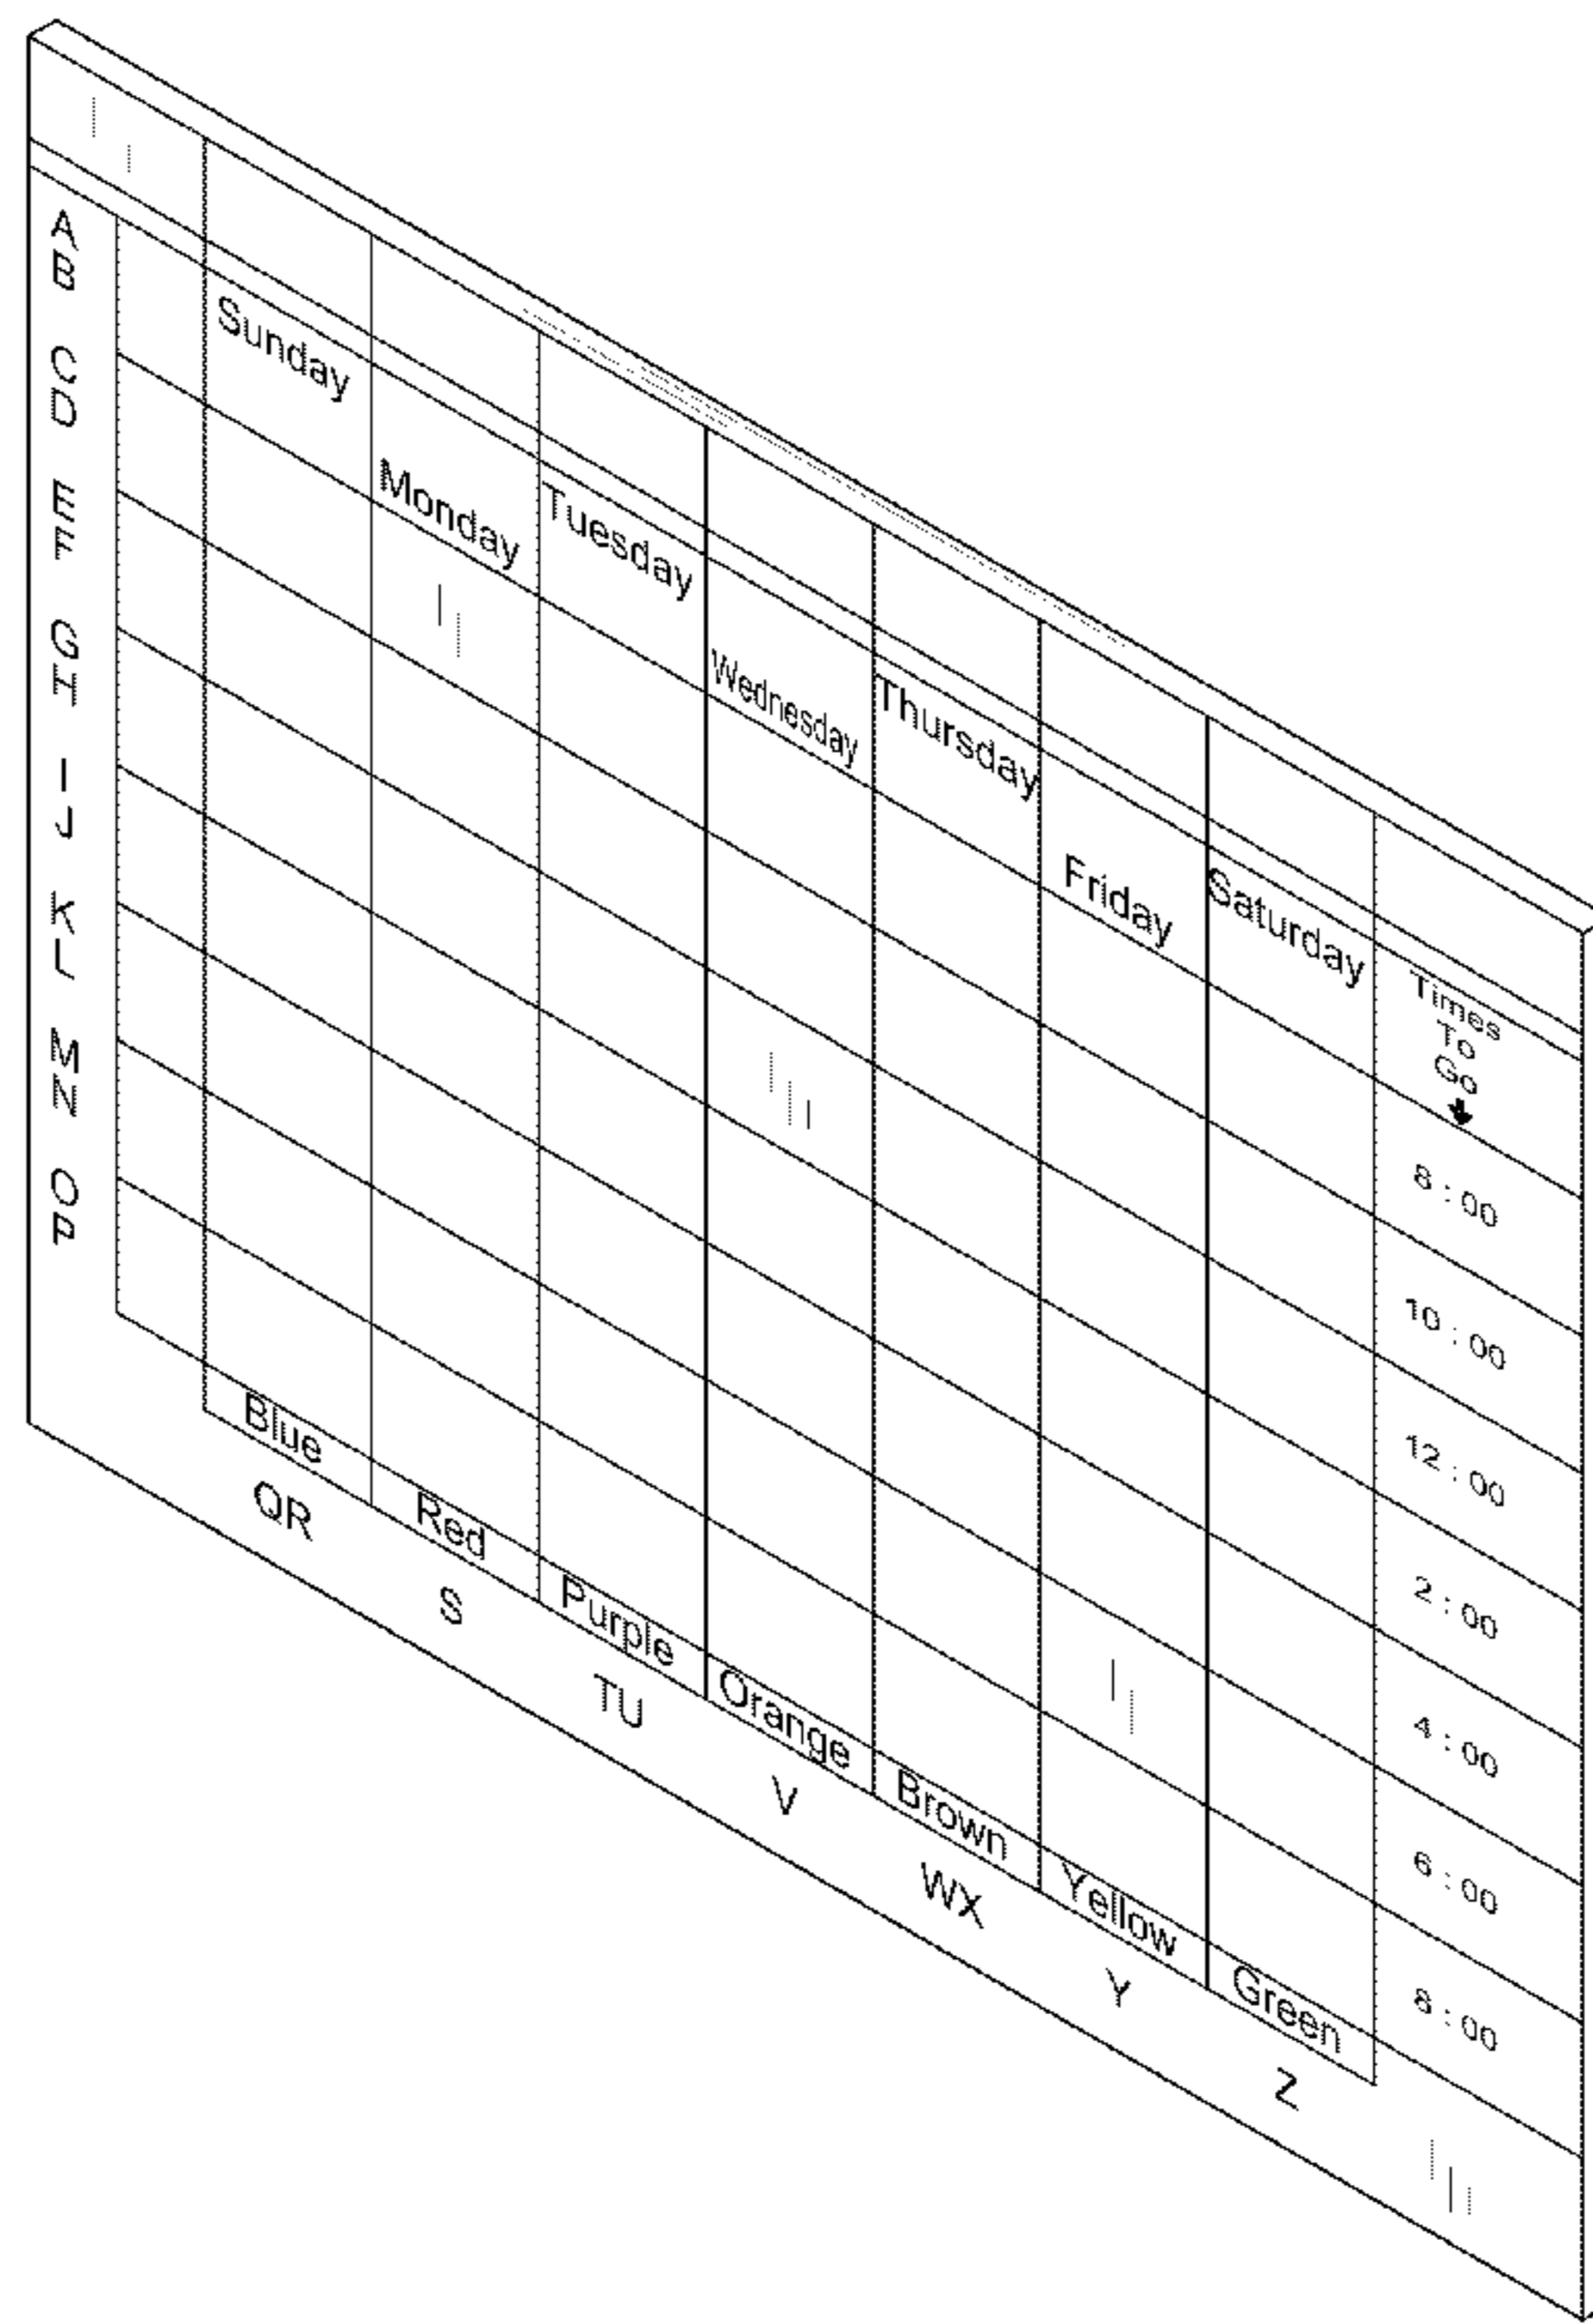 A
B
C
D
E
F
G
H
I
J
K
L
M
N
O
P
Sunday
Monday
Tuesday
Wednesday
Thursday
Friday
Saturday
Times
To
Go
8:00
10:00
12:00
2:00
4:00
6:00
8:00
Blue
Red
Purple
Orange
Brown
Yellow
Green
QR
S
TU
V
WX
Y
Z